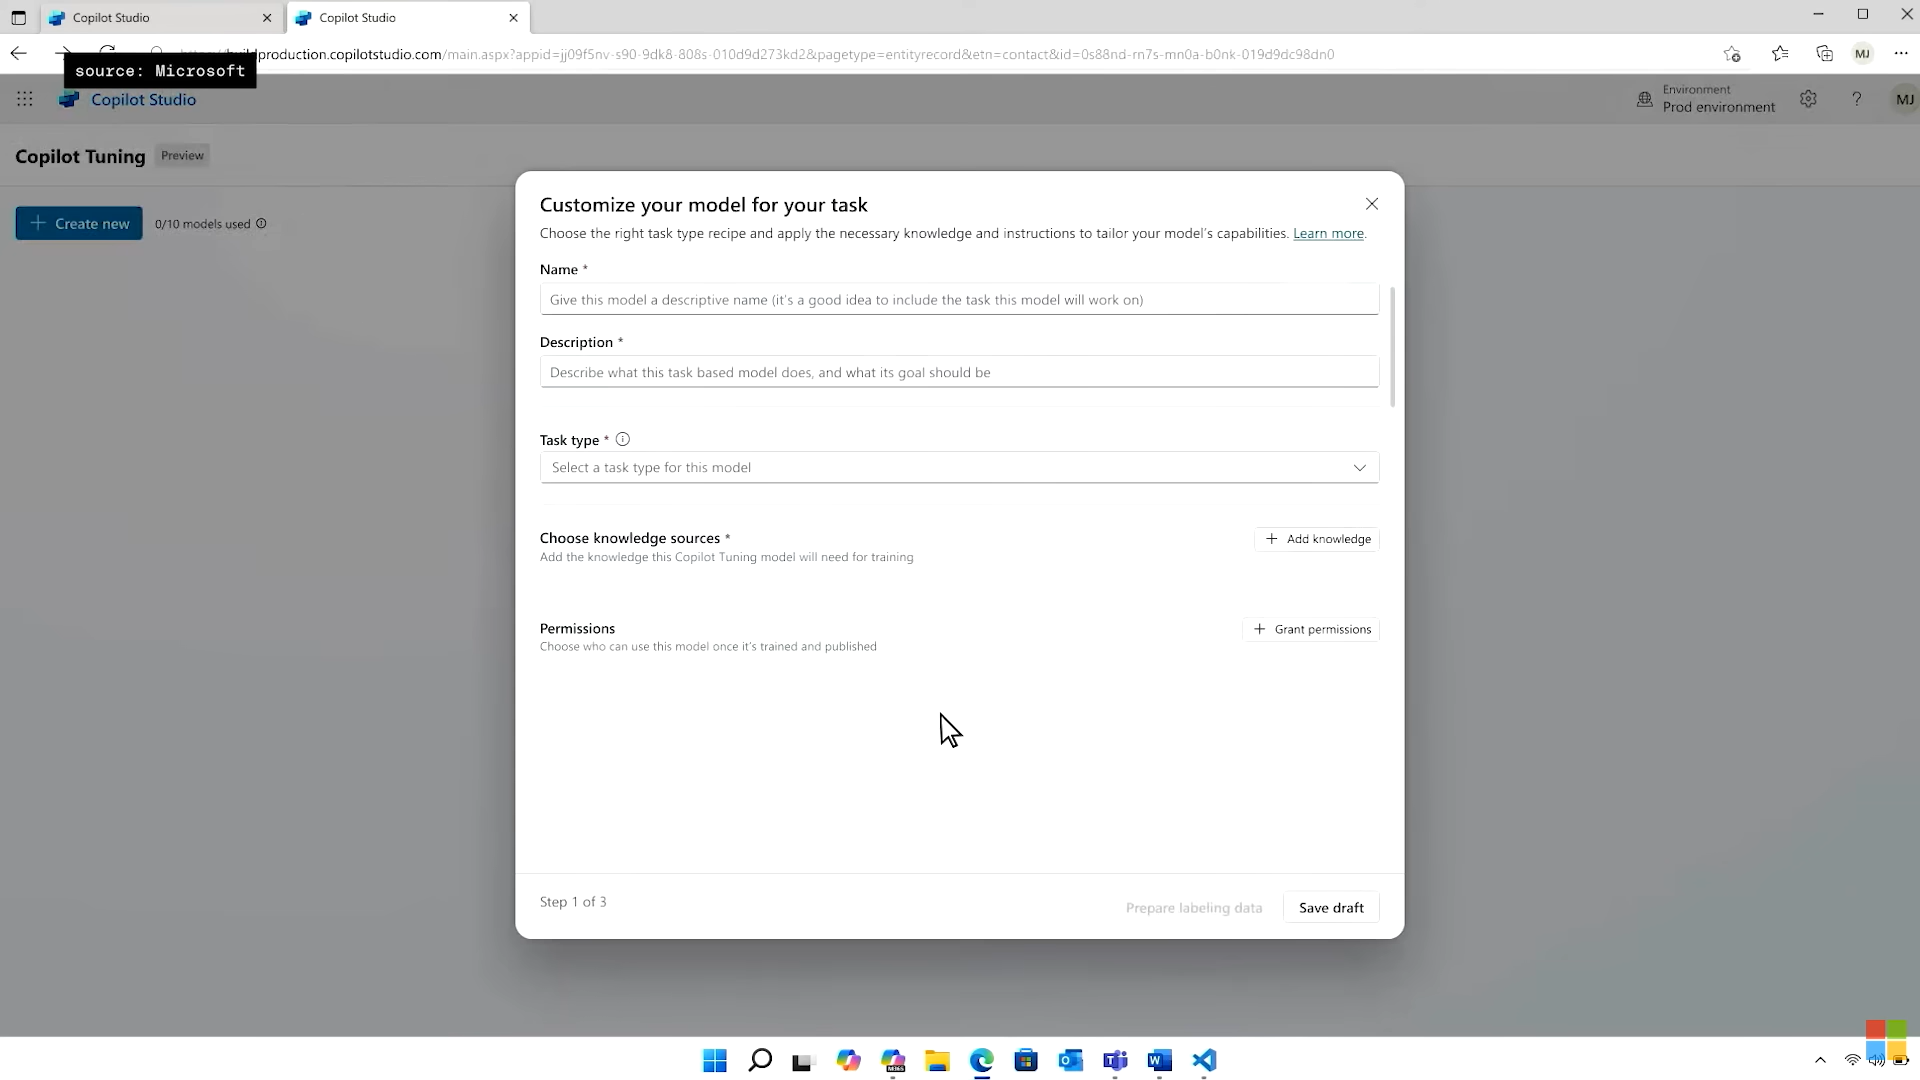 Copilot Studio
Copilot Studio
production.copilotstudio.com/main.aspx?appid=jj09f5nv-s90-9dk8-808s-010d9d273kd2&pagetype=entityrecord&etn=contact&id=0s88nd-rn7s-mn0a-b0nk-019d9dc98dn0
MJ
source: Microsoft
Copilot Studio
Environment
Prod environment
?
MJ
Copilot Tuning
Preview
Create new
0/10 models used
Customize your model for your task
Choose the right task type recipe and apply the necessary knowledge and instructions to tailor your model's capabilities. Learn more.
Name *
Give this model a descriptive name (it's a good idea to include the task this model will work on)
Description *
Describe what this task based model does, and what its goal should be
Task type *
Select a task type for this model
Choose knowledge sources *
Add knowledge
Add the knowledge this Copilot Tuning model will need for training
Permissions
Grant permissions
Choose who can use this model once it's trained and published
Step 1 of 3
Prepare labeling data
Save draft